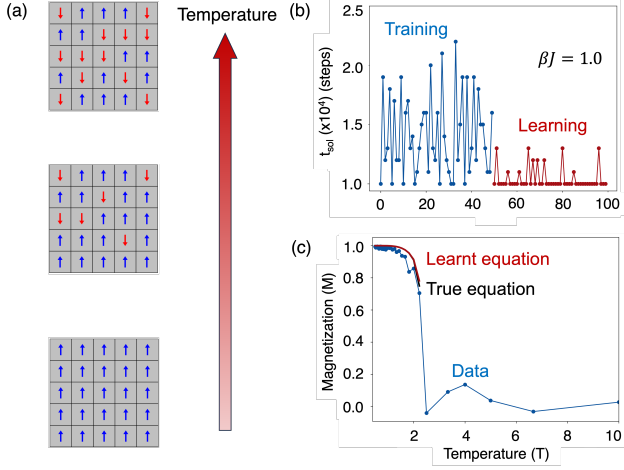 (a)
Temperature
(b)
t_sol (x10⁴) (steps)
2.5
2.0
1.5
1.0
Training
βJ = 1.0
Learning
0 20 40 60 80 100
(c)
Magnetization (M)
1.0
0.8
0.6
0.4
0.2
0.0
Learnt equation
True equation
Data
2 4 6 8 10
Temperature (T)